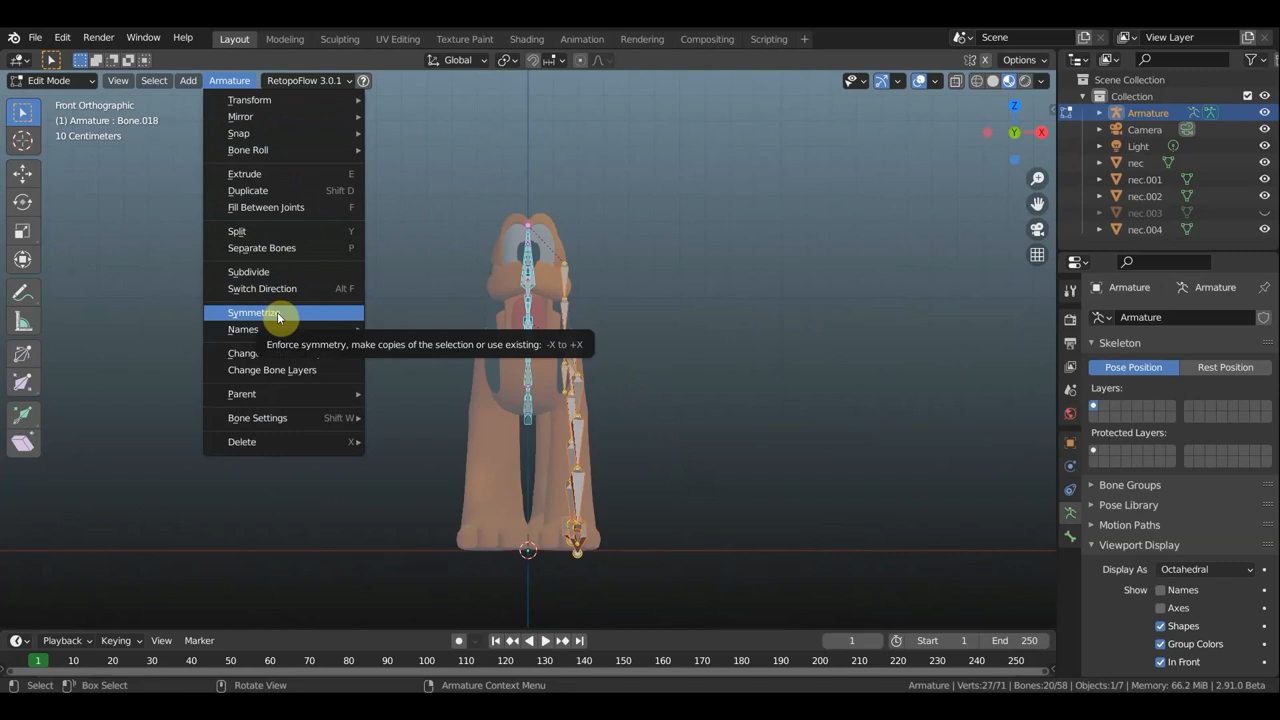 File Edit Render Window Help Layout Modeling Sculpting UV Editing Texture Paint Shading Animation Rendering Compositing Scripting Scene View Layer
Global Options
Edit Mode View Select Add Armature RetopoFlow 3.0.1
Front Orthographic
(1) Armature : Bone.018
10 Centimeters
Transform
Mirror
Snap
Bone Roll
Extrude E
Duplicate Shift D
Fill Between Joints F
Split Y
Separate Bones P
Subdivide
Switch Direction Alt F
Symmetrize
Names
Enforce symmetry, make copies of the selection or use existing: -X to +X
Change Bone Layers
Parent
Bone Settings Shift W
Delete X
Z
Y
X
Scene Collection
Collection
Armature
Camera
Light
nec
nec.001
nec.002
nec.003
nec.004
Armature Armature
Armature
Skeleton
Pose Position Rest Position
Layers:
Protected Layers:
Bone Groups
Pose Library
Motion Paths
Viewport Display
Display As Octahedral
Show Names
Axes
Shapes
Group Colors
In Front
Playback Keying View Marker 1 Start 1 End 250
1 10 20 30 40 50 60 70 80 90 100 110 120 130 140 150 160 170 180 190 200 210 220 230 240 250
Select Box Select Rotate View Armature Context Menu Armature | Verts:27/71 | Bones:20/58 | Objects:1/7 | Memory: 66.2 MiB | 2.91.0 Beta